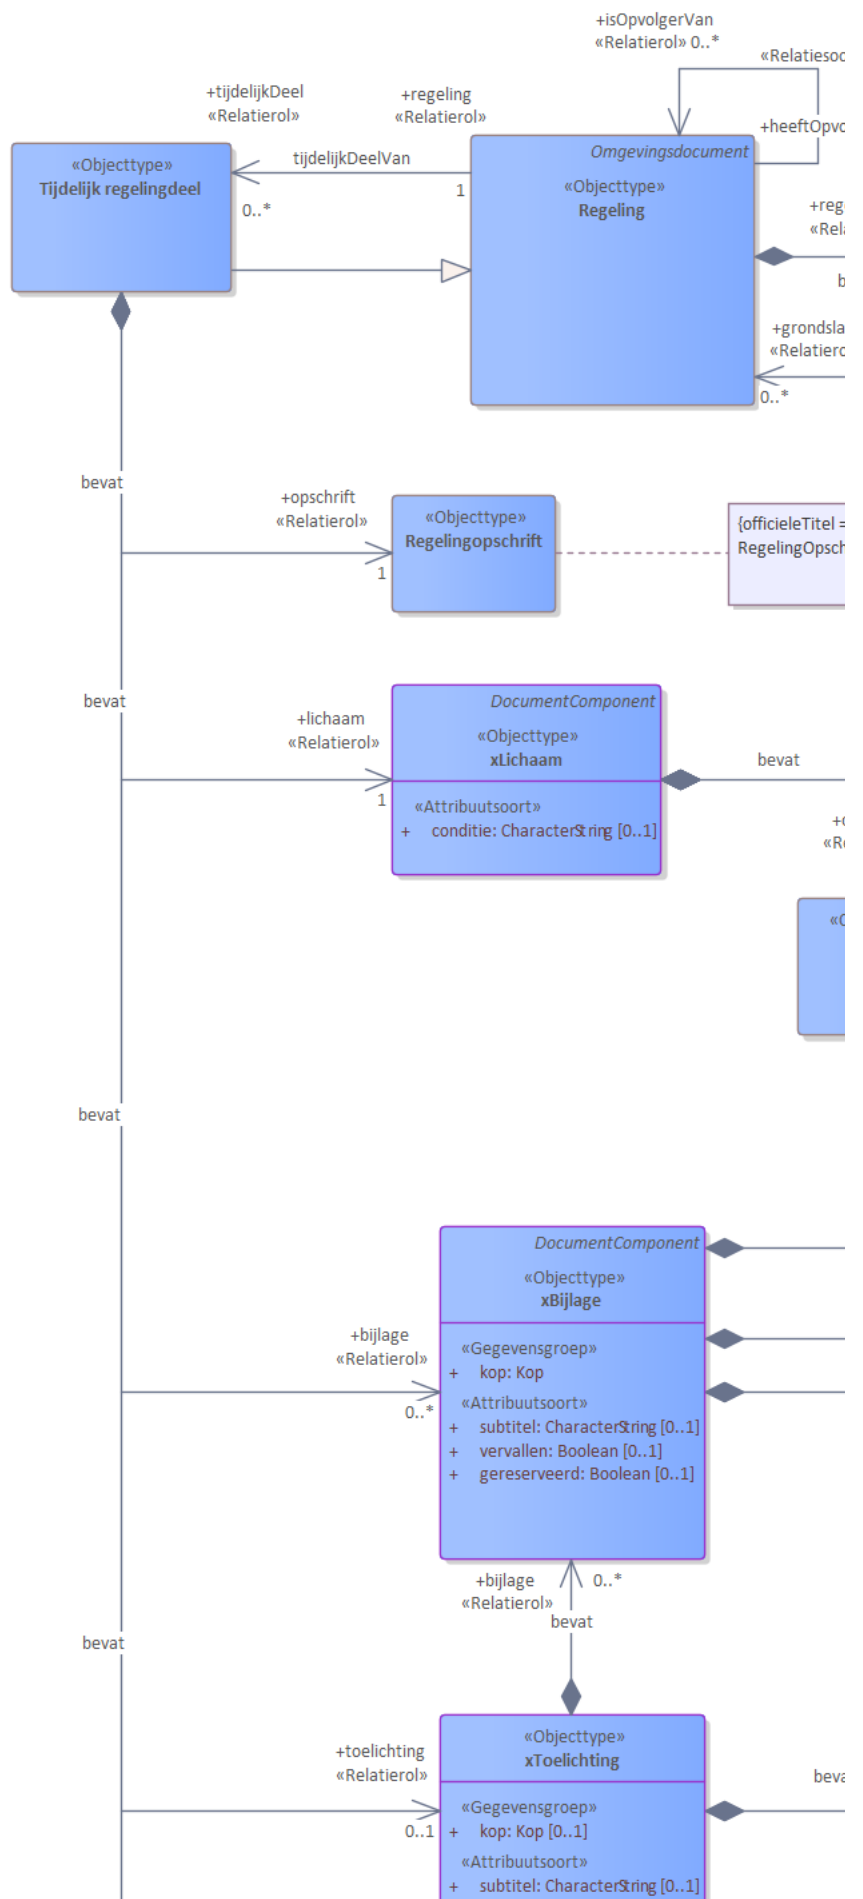 +isOpvolgerVan
«Relatierol» 0..*
+tijdelijkDeel
«Relatierol»
+regeling
«Relatierol»
tijdelijkDeelVan
1
0..*
«Objecttype»
Tijdelijk regelingdeel
Omgevingsdocument
«Objecttype»
Regeling
0..*
bevat
+opschrift
«Relatierol»
1
«Objecttype»
Regelingopschrift
{officieleTitel =
bevat
+lichaam
«Relatierol»
1
DocumentComponent
«Objecttype»
xLichaam
«Attribuutsoort»
+ conditie: CharacterString [0..1]
bevat
bevat
DocumentComponent
«Objecttype»
xBijlage
«Gegevensgroep»
+ kop: Kop
«Attribuutsoort»
+ subtitel: CharacterString [0..1]
+ vervallen: Boolean [0..1]
+ gereserveerd: Boolean [0..1]
+bijlage
«Relatierol»
0..*
+bijlage
«Relatierol»
0..*
bevat
bevat
+toelichting
«Relatierol»
0..1
«Objecttype»
xToelichting
«Gegevensgroep»
+ kop: Kop [0..1]
«Attribuutsoort»
+ subtitel: CharacterString [0..1]